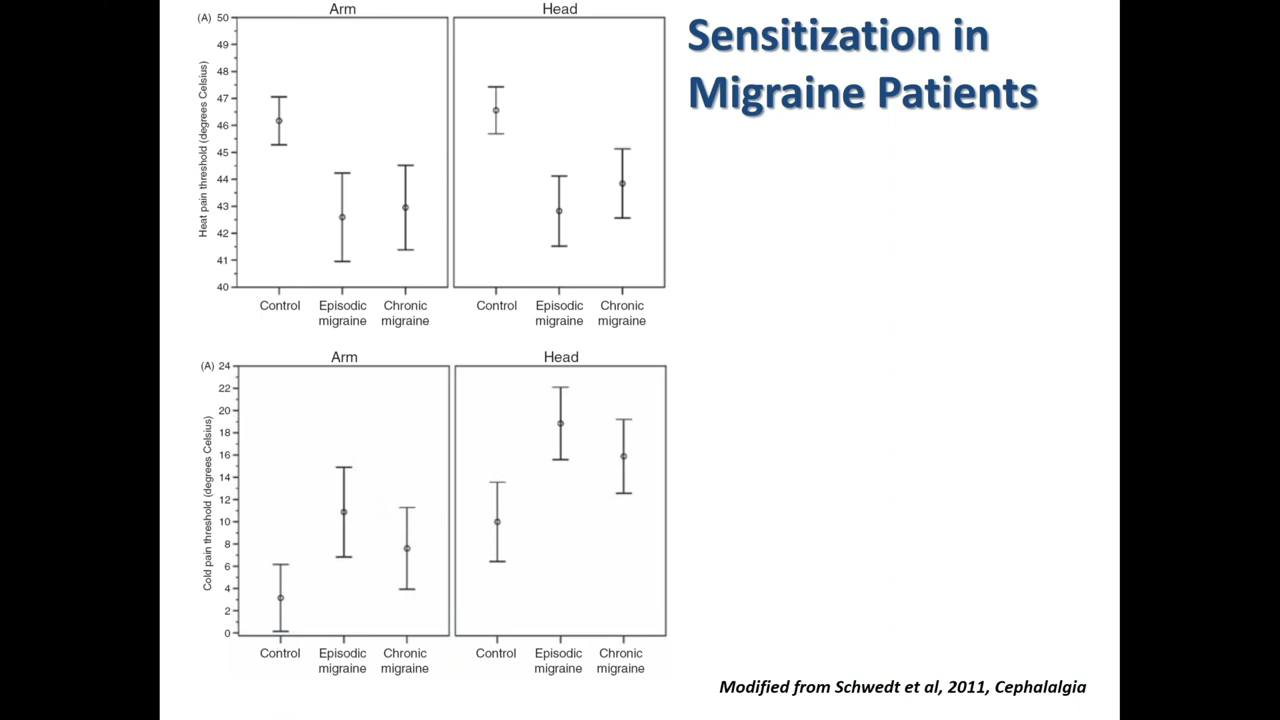 Sensitization in
Migraine Patients
Arm Head
(A) 50
49
48
47
46
45
44
43
42
41
40
Heat pain threshold (degrees Celsius)
Control Episodic Chronic Control Episodic Chronic
migraine migraine migraine migraine
Arm Head
(A) 24
22
20
18
16
14
12
10
8
6
4
2
0
Cold pain threshold (degrees Celsius)
Control Episodic Chronic Control Episodic Chronic
migraine migraine migraine migraine
Modified from Schwedt et al, 2011, Cephalalgia